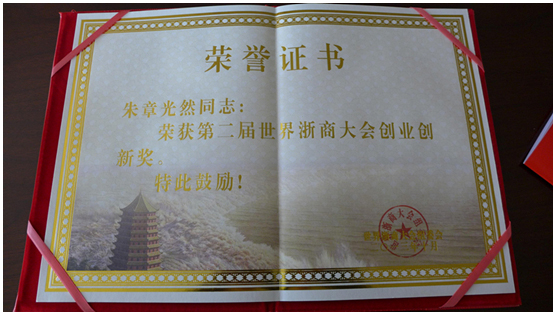 荣誉证书
朱章光然同志：
荣获第二届世界浙商大会创业创
新奖。
特此鼓励！